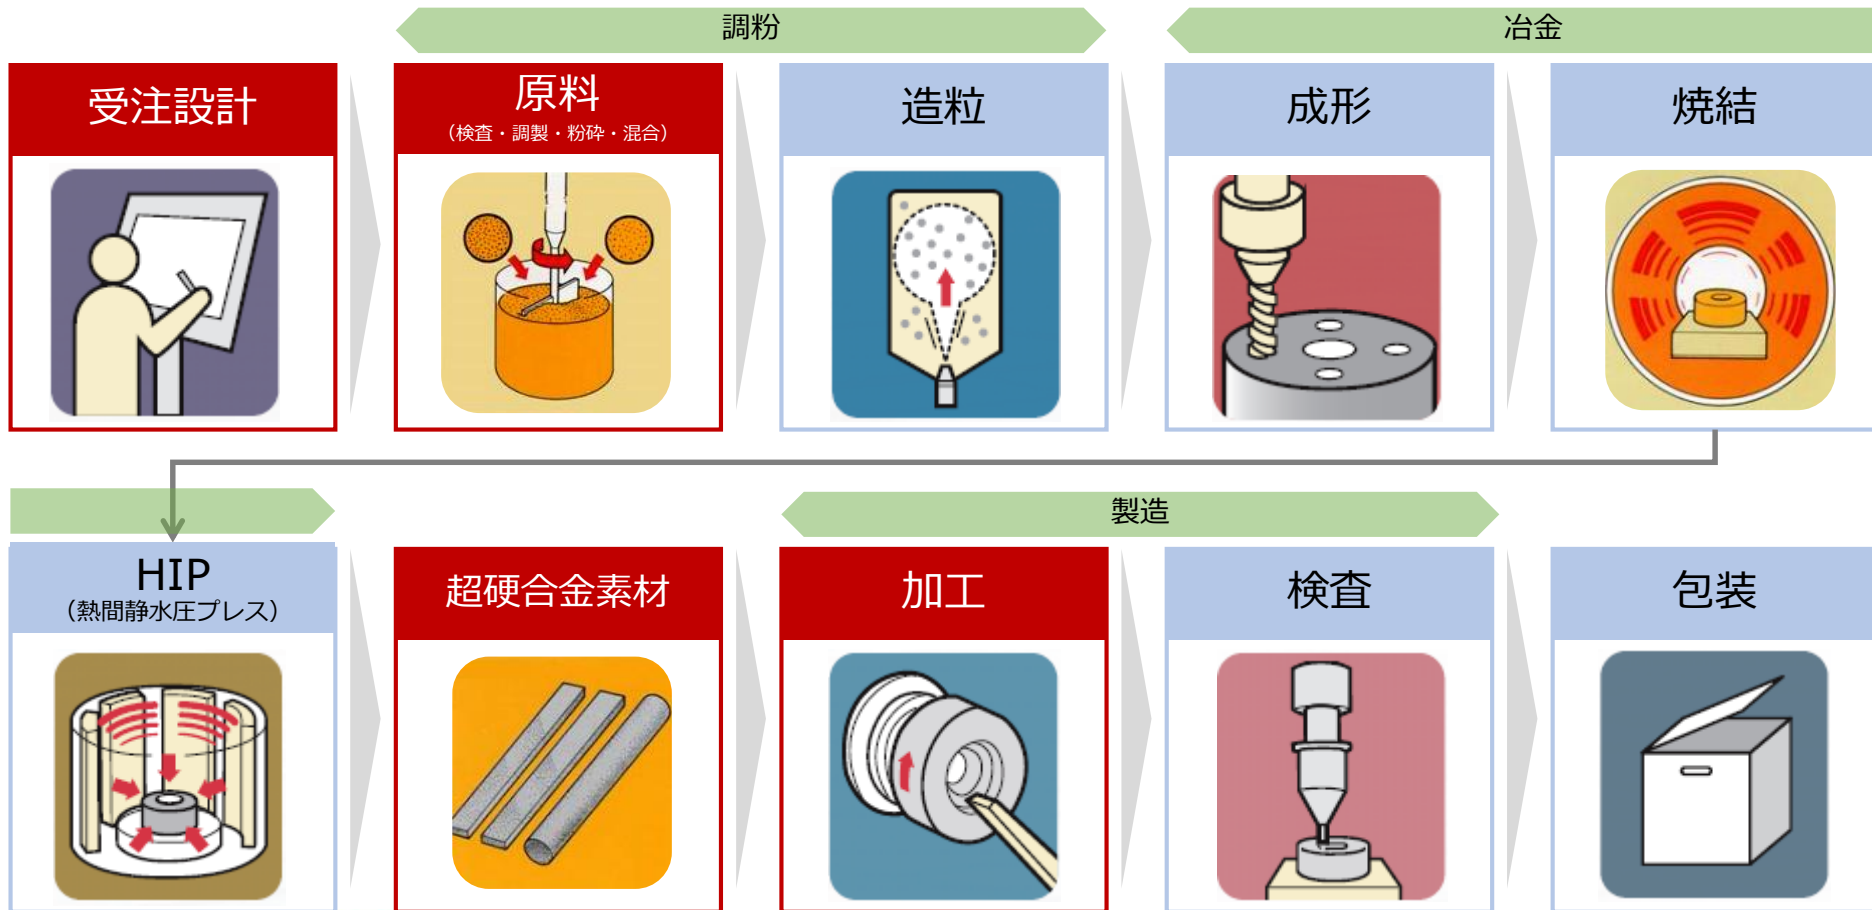 調粉
冶金
受注設計
原料
（検査・調製・粉砕・混合）
造粒
成形
焼結
製造
HIP
（熱間静水圧プレス）
超硬合金素材
加工
検査
包装